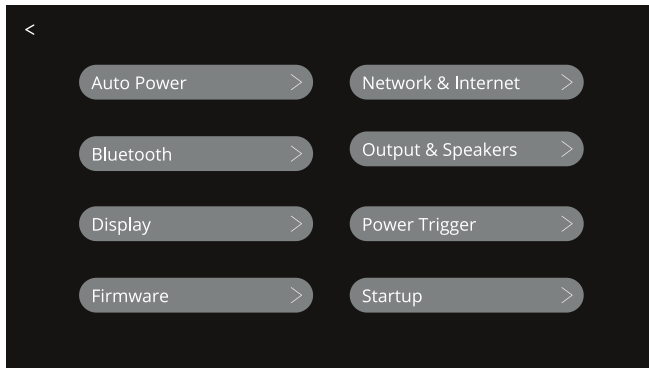 <
Auto Power >
Bluetooth >
Display >
Firmware >
Network & Internet >
Output & Speakers >
Power Trigger >
Startup >